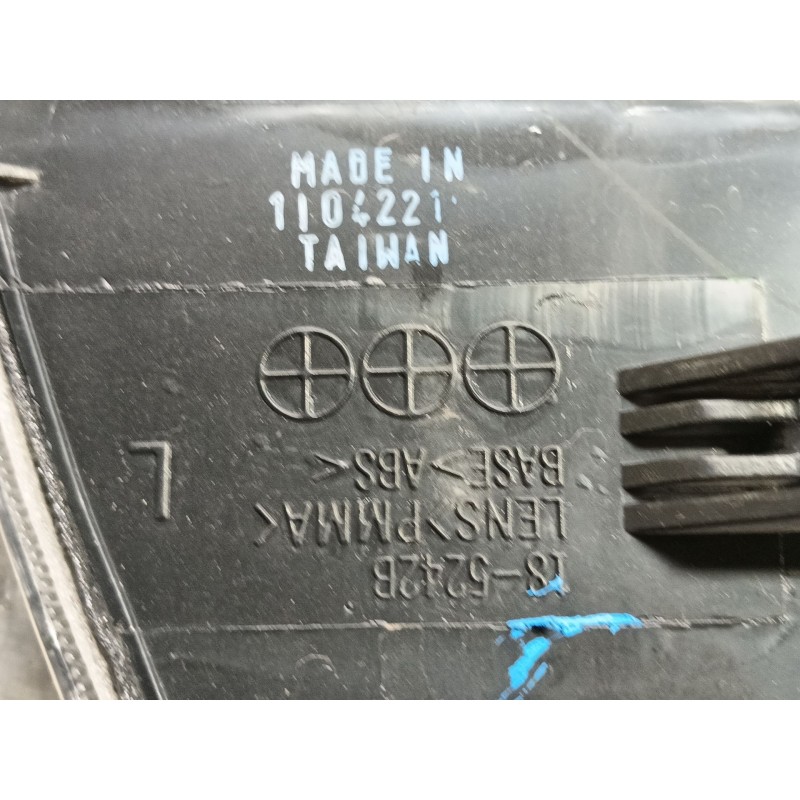 MADE IN
1104221
TAIWAN
18-5242B
LENS>PMMA<
BASE>ABS<
L